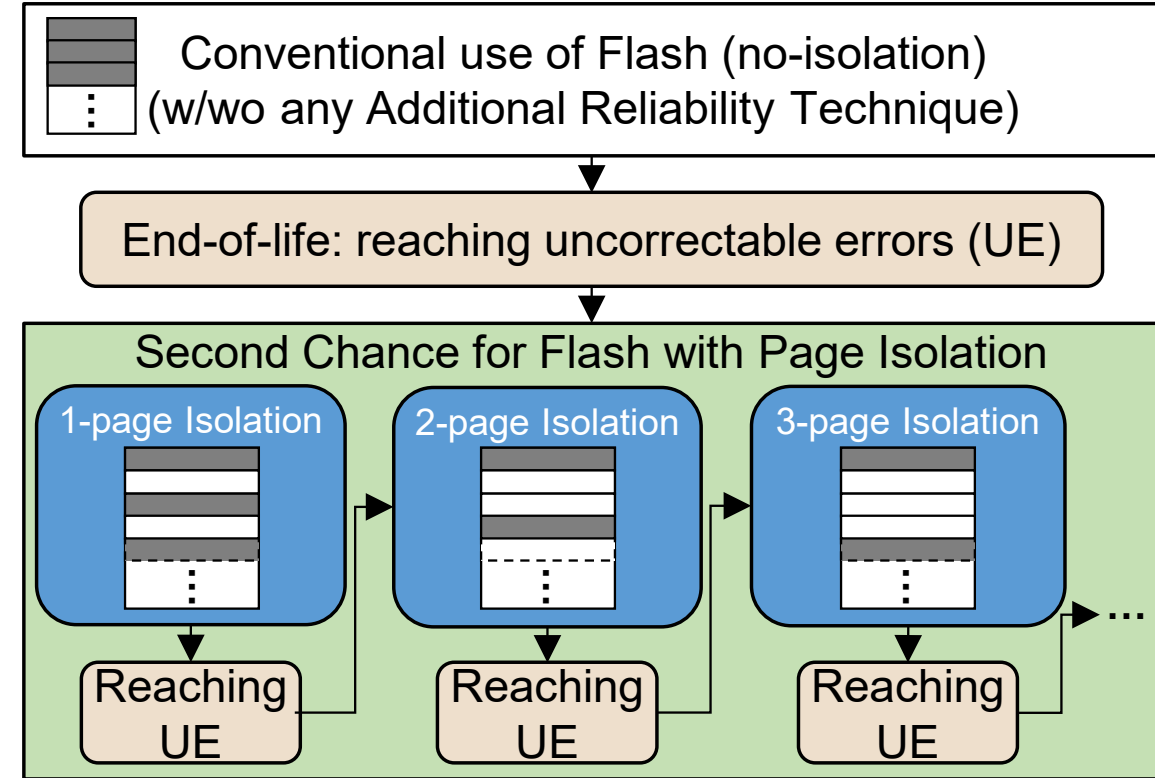 Conventional use of Flash (no-isolation)
(w/wo any Additional Reliability Technique)
End-of-life: reaching uncorrectable errors (UE)
Second Chance for Flash with Page Isolation
1-page Isolation
2-page Isolation
3-page Isolation
...
Reaching
UE
Reaching
UE
Reaching
UE